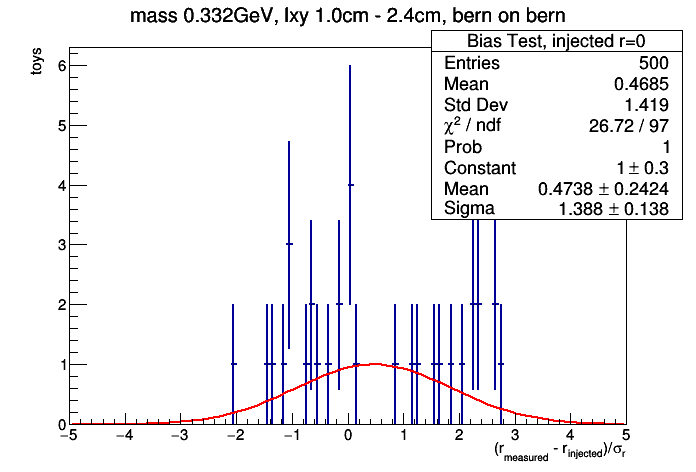 mass 0.332GeV, lxy 1.0cm - 2.4cm, bern on bern
toys
Bias Test, injected r=0
Entries 500
Mean 0.4685
Std Dev 1.419
χ² / ndf 26.72 / 97
Prob 1
Constant 1 ± 0.3
Mean 0.4738 ± 0.2424
Sigma 1.388 ± 0.138
6
5
4
3
2
1
0
−5 −4 −3 −2 −1 0 1 2 3 4 5
(r_measured - r_injected)/σ_r